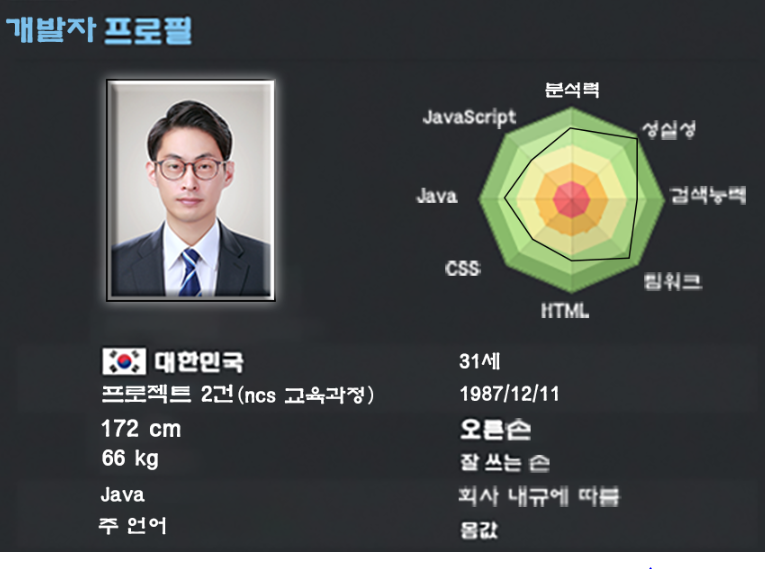 개발자 프로필
분석력
JavaScript
성실성
Java
검색능력
CSS
팀워크
HTML
대한민국
31세
프로젝트 2건(ncs 교육과정)
1987/12/11
172 cm
오른손
66 kg
잘 쓰는 손
Java
회사 내규에 따름
주 언어
몸값